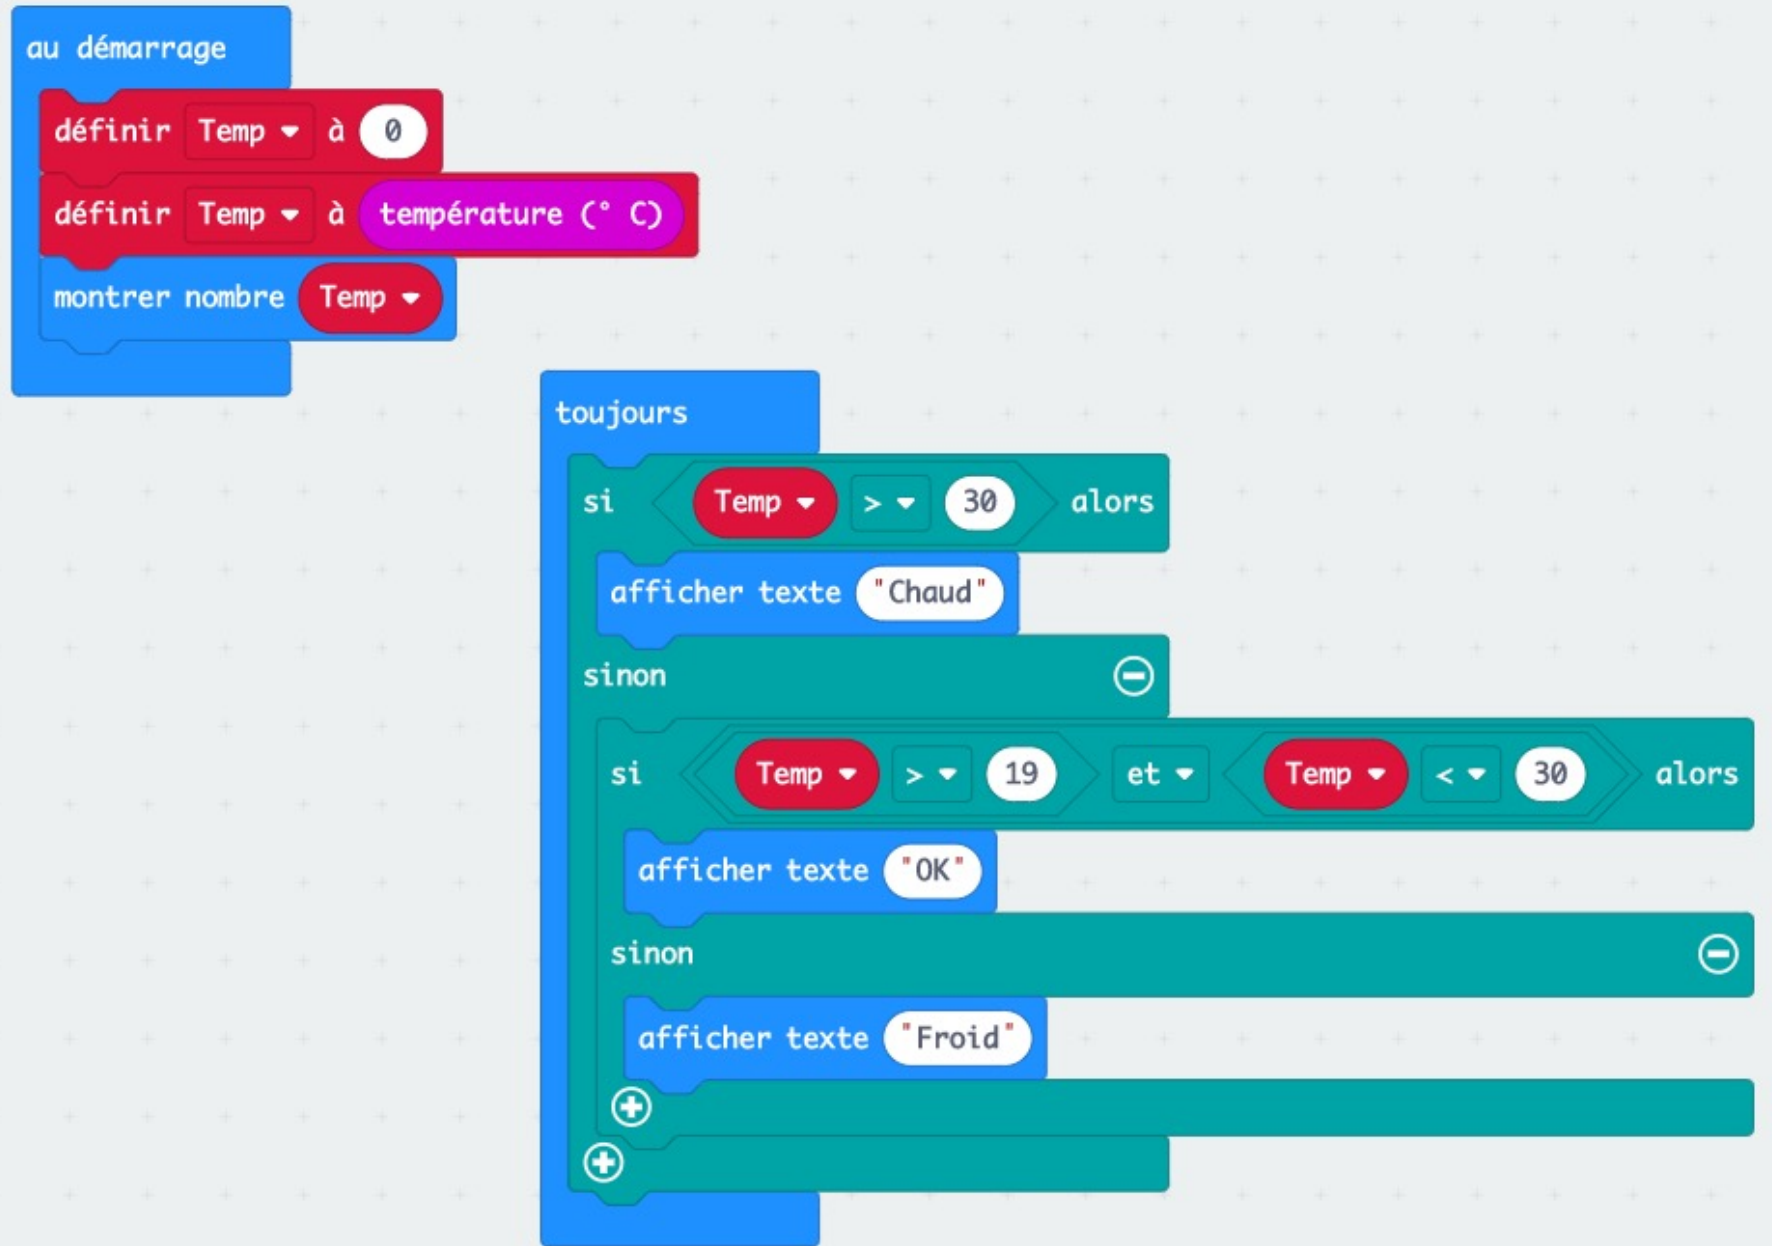 au démarrage
définir Temp à 0
définir Temp à température (° C)
montrer nombre Temp
toujours
si Temp > 30 alors
afficher texte "Chaud"
sinon
si Temp > 19 et Temp < 30 alors
afficher texte "OK"
sinon
afficher texte "Froid"